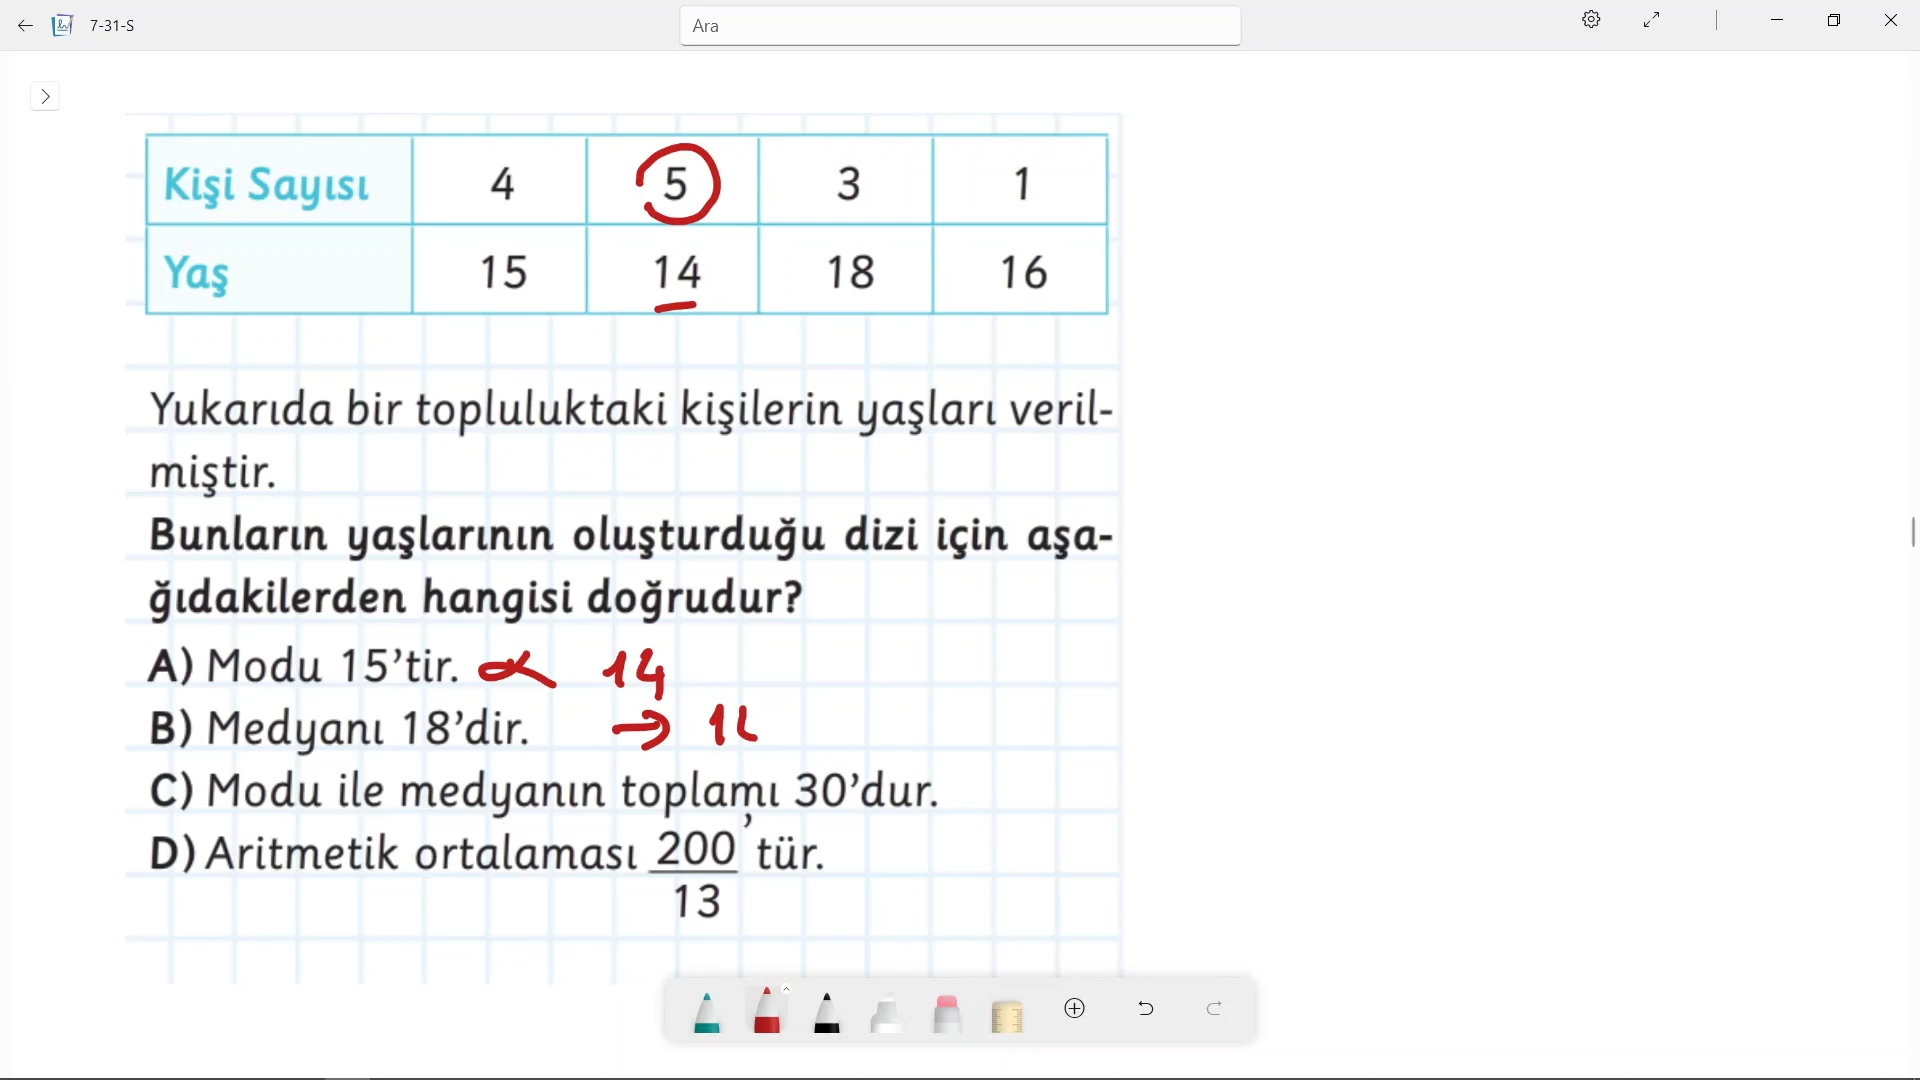 7-31-S
Ara
Kişi Sayısı 4 5 3 1
Yaş 15 14 18 16
Yukarıda bir topluluktaki kişilerin yaşları veril-
miştir.
Bunların yaşlarının oluşturduğu dizi için aşa-
ğıdakilerden hangisi doğrudur?
A) Modu 15'tir. 14
B) Medyanı 18'dir. → 1
C) Modu ile medyanın toplamı 30'dur.
D) Aritmetik ortalaması 200/13'tür.